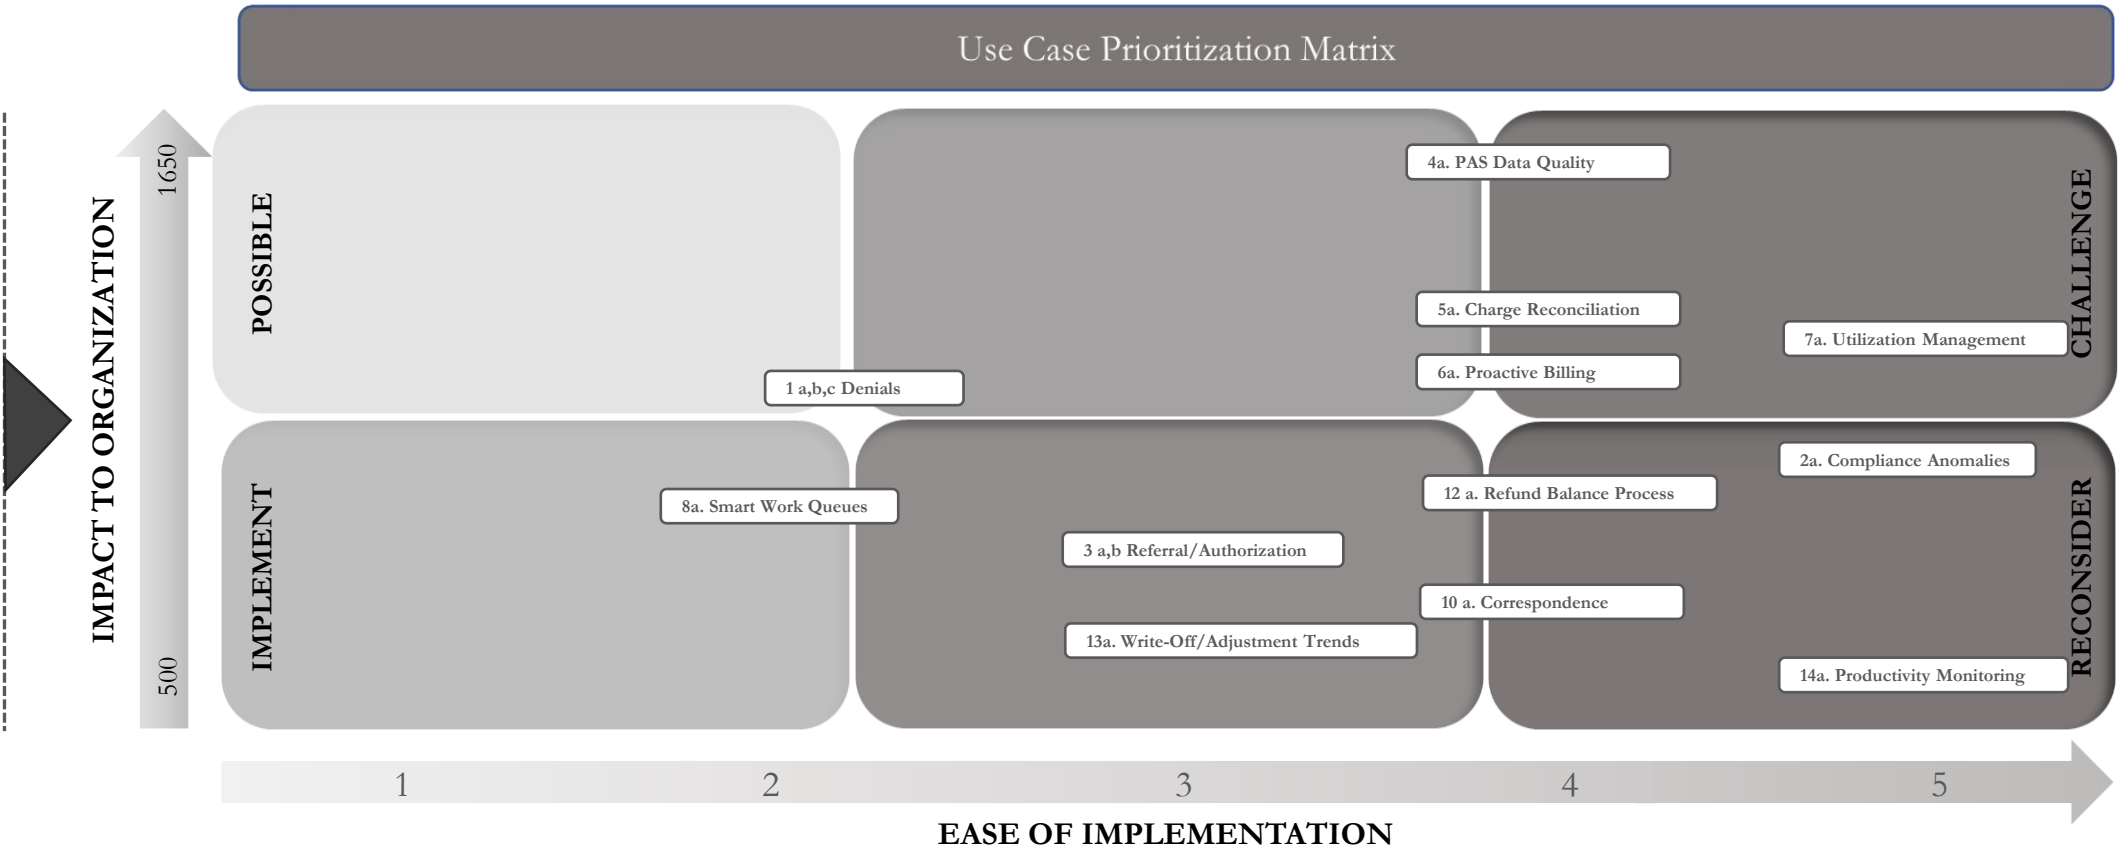 Use Case Prioritization Matrix
IMPACT TO ORGANIZATION
1650
500
POSSIBLE
CHALLENGE
4a. PAS Data Quality
5a. Charge Reconciliation
7a. Utilization Management
6a. Proactive Billing
1 a,b,c Denials
IMPLEMENT
RECONSIDER
2a. Compliance Anomalies
12 a. Refund Balance Process
8a. Smart Work Queues
3 a,b Referral/Authorization
10 a. Correspondence
13a. Write-Off/Adjustment Trends
14a. Productivity Monitoring
1 2 3 4 5
EASE OF IMPLEMENTATION